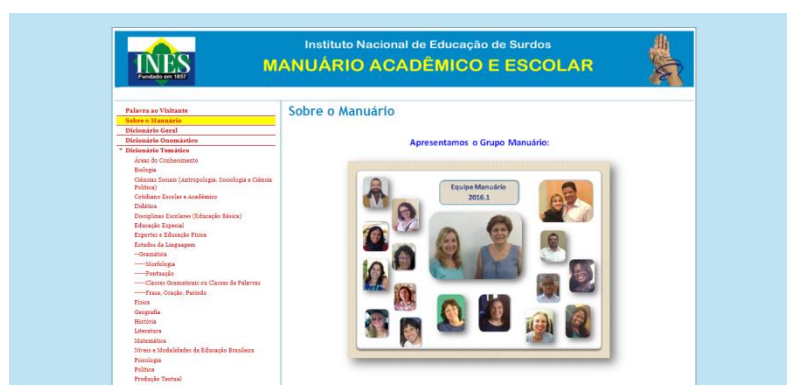 INES
Fundado em 1857
Instituto Nacional de Educação de Surdos
MANUÁRIO ACADÊMICO E ESCOLAR
Palavra ao Visitante
Sobre o Manuário
Dicionário Geral
Dicionário Onomástico
Dicionário Temático
Áreas do Conhecimento
Biologia
Ciências Sociais (Antropologia, Sociologia e Ciência
Política)
Cotidiano Escolar e Acadêmico
Didática
Disciplinas Escolares (Educação Básica)
Educação Especial
Esportes e Educação Física
Estudos da Linguagem
--Gramática
----Morfologia
----Pontuação
----Classes Gramaticais ou Classes de Palavras
----Frase, Oração, Período
Física
Geografia
História
Literatura
Matemática
Níveis e Modalidades da Educação Brasileira
Psicologia
Política
Produção Textual
Sobre o Manuário
Apresentamos o Grupo Manuário:
Equipe Manuário
2016.1